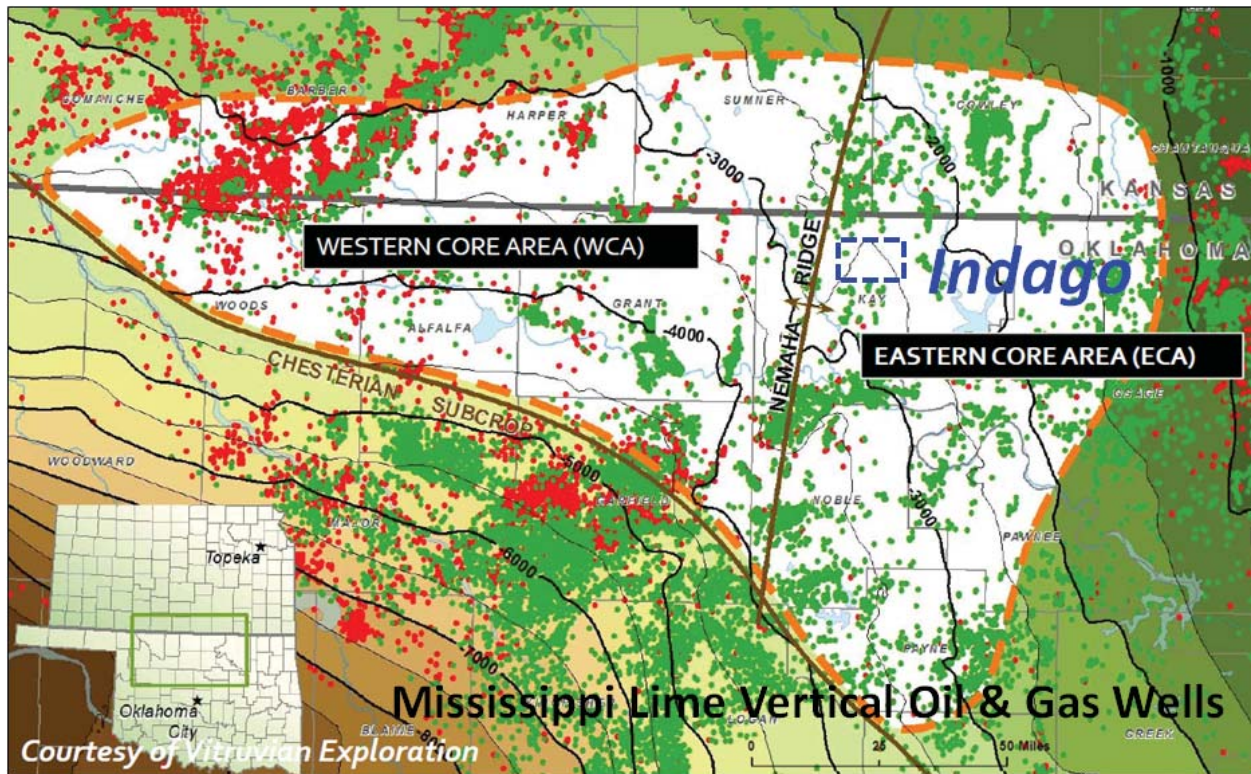 COMANCHE
BARBER
HARPER
SUMNER
COWLEY
-1000
-2000
CHAUTAUQUA
-3000
KANSAS
WESTERN CORE AREA (WCA)
NEMAHA RIDGE
OKLAHOMA
Indago
KAY
WOODS
ALFALFA
GRANT
-4000
EASTERN CORE AREA (ECA)
CHESTERIAN SUBCROP
OSAGE
WOODWARD
-5000
GARFIELD
NOBLE
-3000
MAJOR
PAWNEE
Topeka
-6000
-7000
PAYNE
Oklahoma
City
Mississippi Lime Vertical Oil & Gas Wells
BLAINE
LOGAN
CREEK
0 25 50 Miles
Courtesy of Vitruvian Exploration